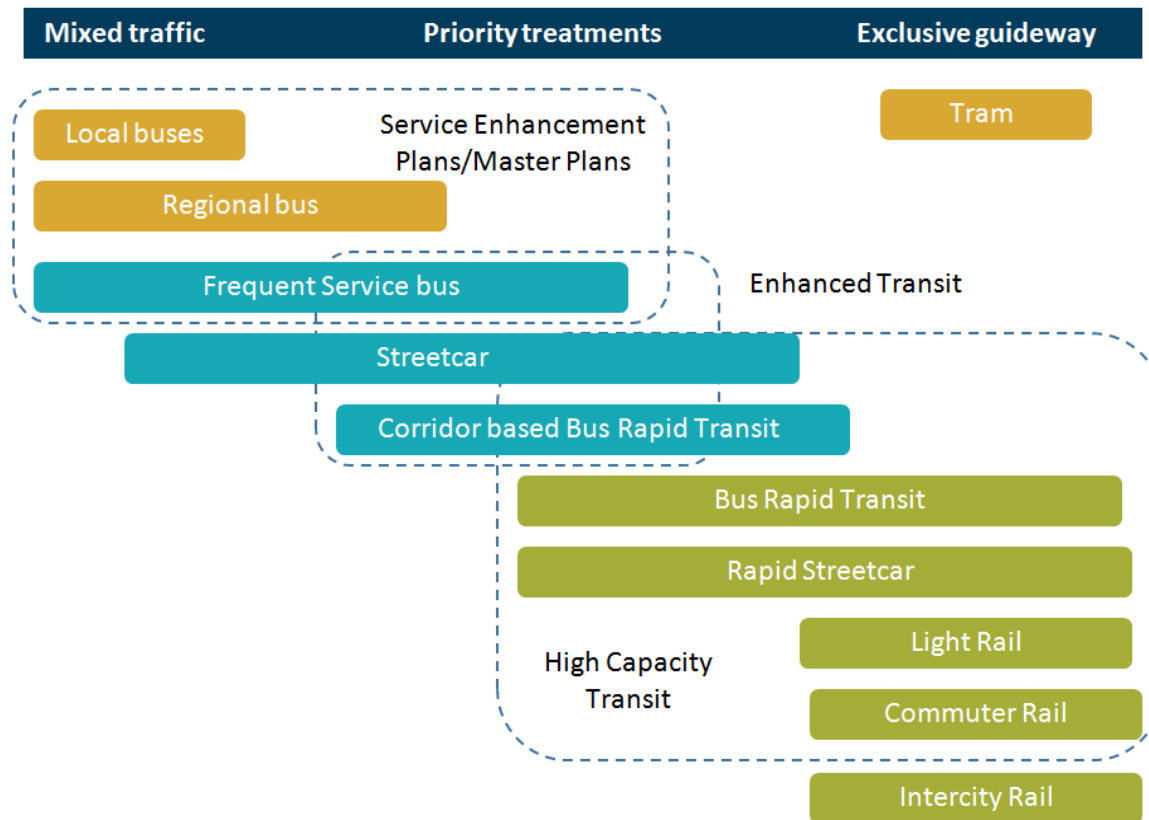 Mixed traffic
Priority treatments
Exclusive guideway
Local buses
Service Enhancement
Plans/Master Plans
Tram
Regional bus
Frequent Service bus
Enhanced Transit
Streetcar
Corridor based Bus Rapid Transit
Bus Rapid Transit
Rapid Streetcar
Light Rail
High Capacity
Transit
Commuter Rail
Intercity Rail